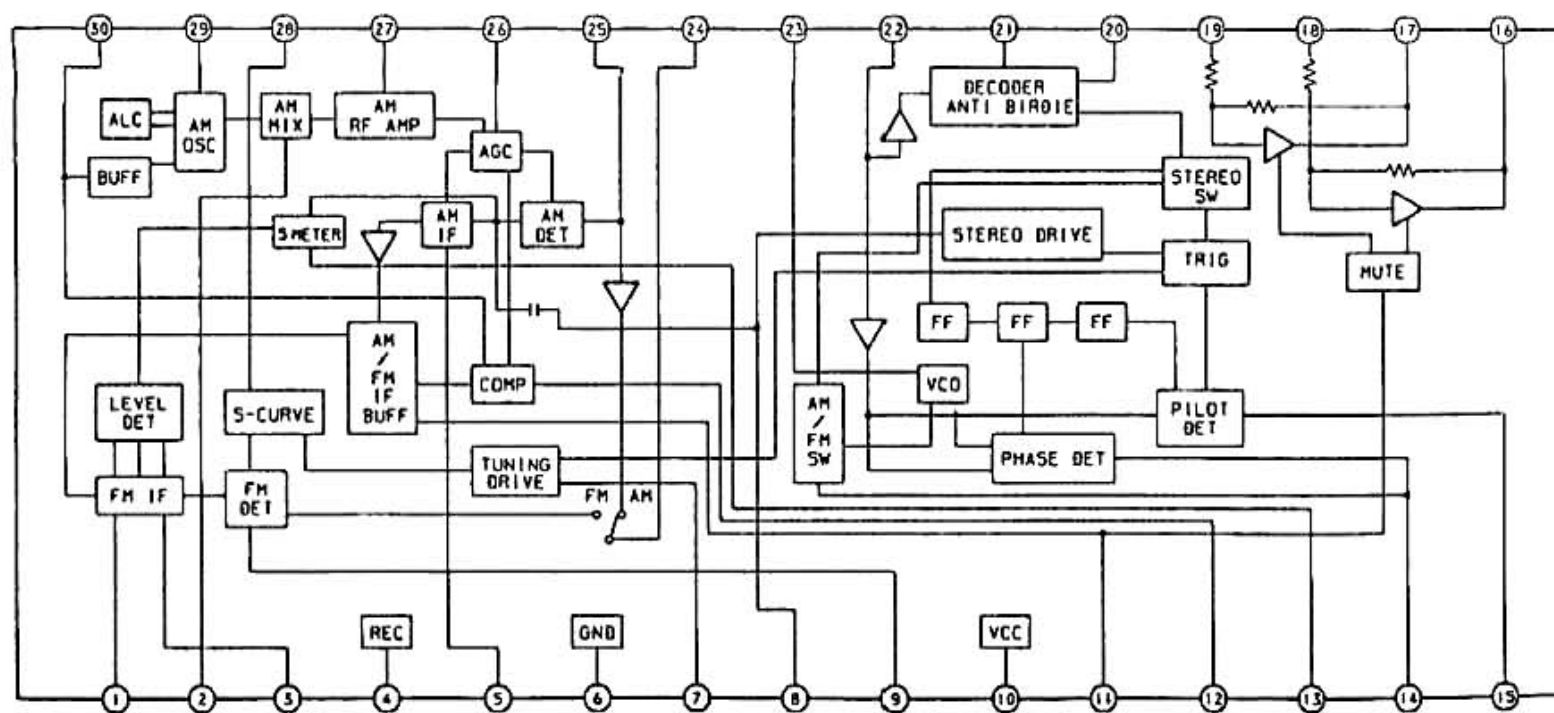 30 29 28 27 26 25 24 23 22 21 20 19 18 17 16
ALC
AM
OSC
AM
MIX
AM
RF AMP
AGC
DECODER
ANTI BIRDIE
BUFF
STEREO
SW
S METER
AM
IF
AM
DET
STEREO DRIVE
TRIG
MUTE
FF
FF
FF
AM
/
FM
IF
BUFF
COMP
VCO
LEVEL
DET
S-CURVE
AM
/
FM
SW
PILOT
DET
TUNING
DRIVE
PHASE DET
FM IF
FM
DET
FM AM
REC
GND
VCC
1 2 3 4 5 6 7 8 9 10 11 12 13 14 15